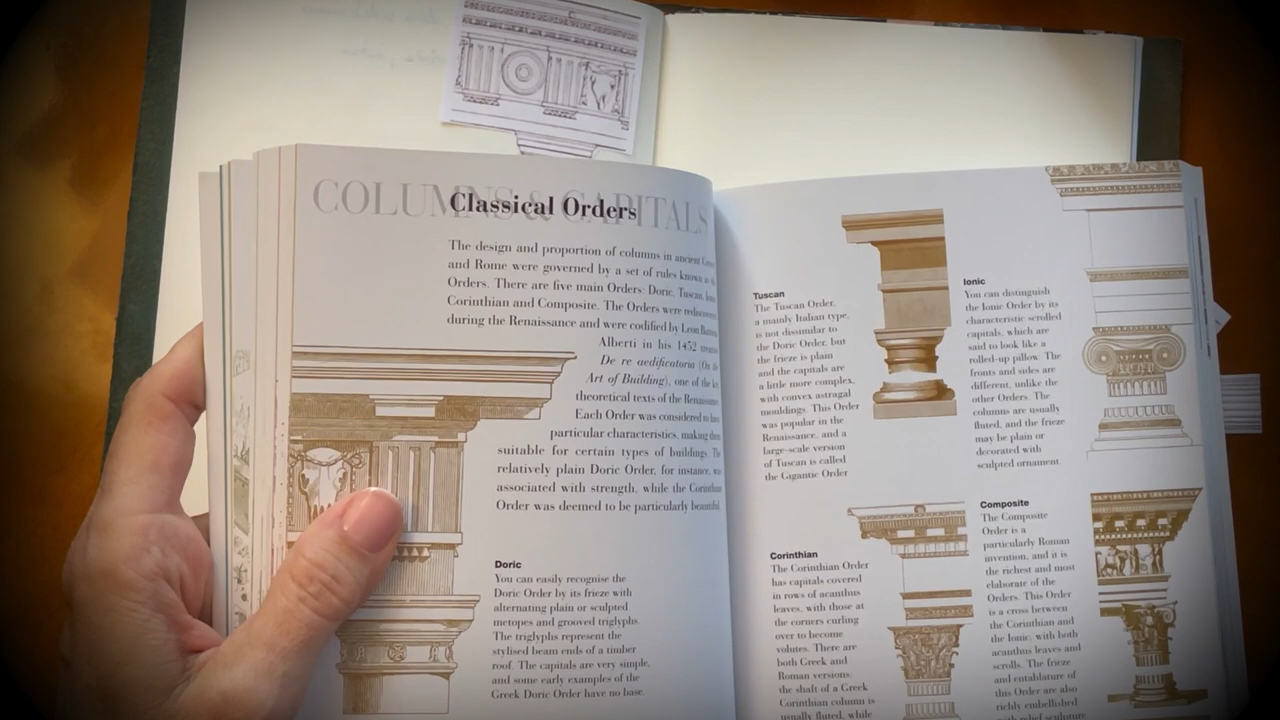 COLUMNS & CAPITALS
Classical Orders
The design and proportion of columns in ancient
and Rome were governed by a set of rules known as
Orders. There are five main Orders: Doric, Tuscan,
Corinthian and Composite. The Orders were
during the Renaissance and were codified by Leon
Alberti in his 1452
De re aedificatoria (On
Art of Building), one of the
theoretical texts of the
Each Order was considered to
particular characteristics, making
suitable for certain types of buildings. The
relatively plain Doric Order, for instance,
associated with strength, while the
Order was deemed to be particularly
Doric
You can easily recognise the
Doric Order by its frieze with
alternating plain or sculpted
metopes and grooved triglyphs.
The triglyphs represent the
stylised beam ends of a timber
roof. The capitals are very simple,
and some early examples of the
Greek Doric Order have no base.
Tuscan
The Tuscan Order,
a mainly Italian type,
is not dissimilar to
the Doric Order, but
the frieze is plain
and the capitals are
a little more complex,
with convex astragal
mouldings. This Order
was popular in the
Renaissance, and a
large-scale version
of Tuscan is called
the Gigantic Order
Ionic
You can distinguish
the Ionic Order by its
characteristic scrolled
capitals, which are
said to look like a
rolled-up pillow. The
fronts and sides are
different, unlike the
other Orders. The
columns are usually
fluted, and the frieze
may be plain or
decorated with
sculpted ornament.
Corinthian
The Corinthian Order
has capitals covered
in rows of acanthus
leaves, with those at
the corners curling
over to become
volutes. There are
both Greek and
Roman versions:
the shaft of a Greek
Corinthian column is
usually fluted, while
Composite
The Composite
Order is a
particularly Roman
invention, and it is
the richest and most
elaborate of the
Orders. This Order
is a cross between
the Corinthian and
the Ionic, with both
acanthus leaves and
scrolls. The frieze
and entablature of
this Order are also
richly embellished
with relief sculpture